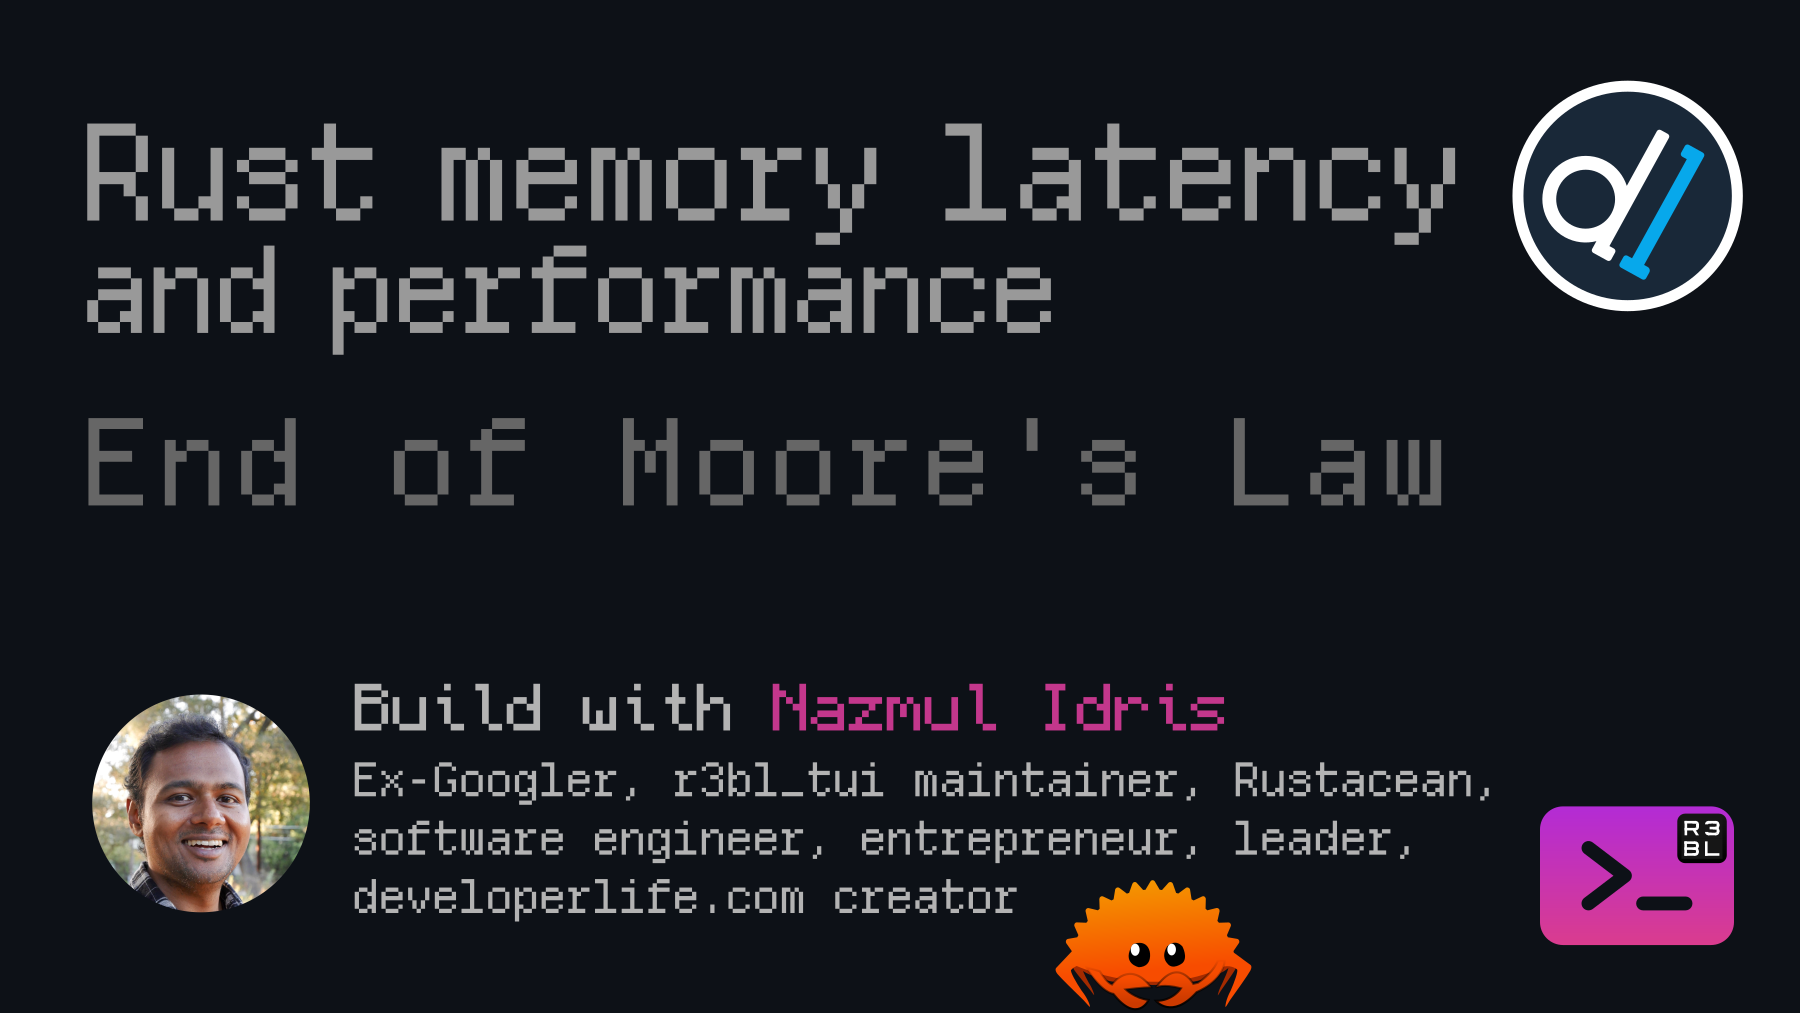 Rust memory latency
and performance
End of Moore's Law
Build with Nazmul Idris
Ex-Googler, r3bl_tui maintainer, Rustacean,
software engineer, entrepreneur, leader,
developerlife.com creator
d/
R3
BL
>_